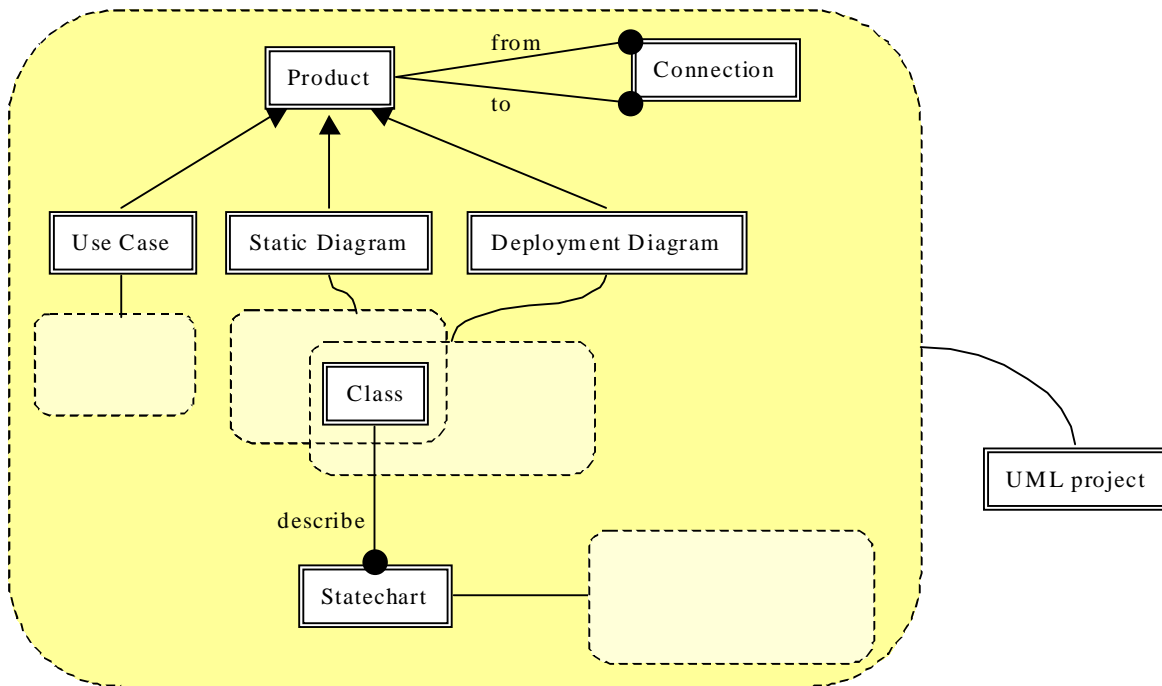 from
Product
Connection
to
Use Case
Static Diagram
Deployment Diagram
Class
UML project
describe
Statechart